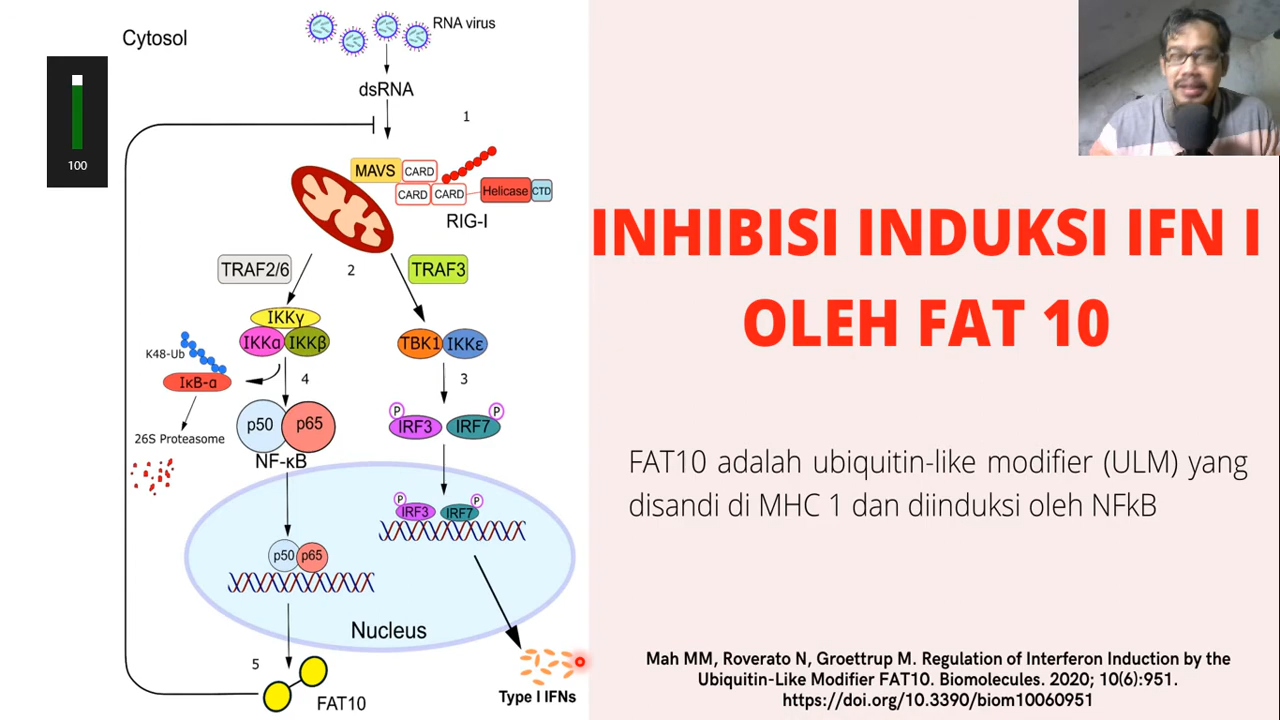 RNA virus
Cytosol
100
dsRNA
1
MAVS
CARD
CARD
CARD
Helicase
CTD
RIG-I
TRAF2/6
2
TRAF3
IKKγ
IKKα
IKKβ
TBK1
IKKε
K48-Ub
IκB-α
4
3
26S Proteasome
p50
p65
NF-κB
P
P
IRF3
IRF7
P
P
IRF3
IRF7
p50
p65
Nucleus
5
FAT10
Type I IFNs
INHIBISI INDUKSI IFN I
OLEH FAT 10
FAT10 adalah ubiquitin-like modifier (ULM) yang
disandi di MHC 1 dan diinduksi oleh NFkB
Mah MM, Roverato N, Groettrup M. Regulation of Interferon Induction by the
Ubiquitin-Like Modifier FAT10. Biomolecules. 2020; 10(6):951.
https://doi.org/10.3390/biom10060951